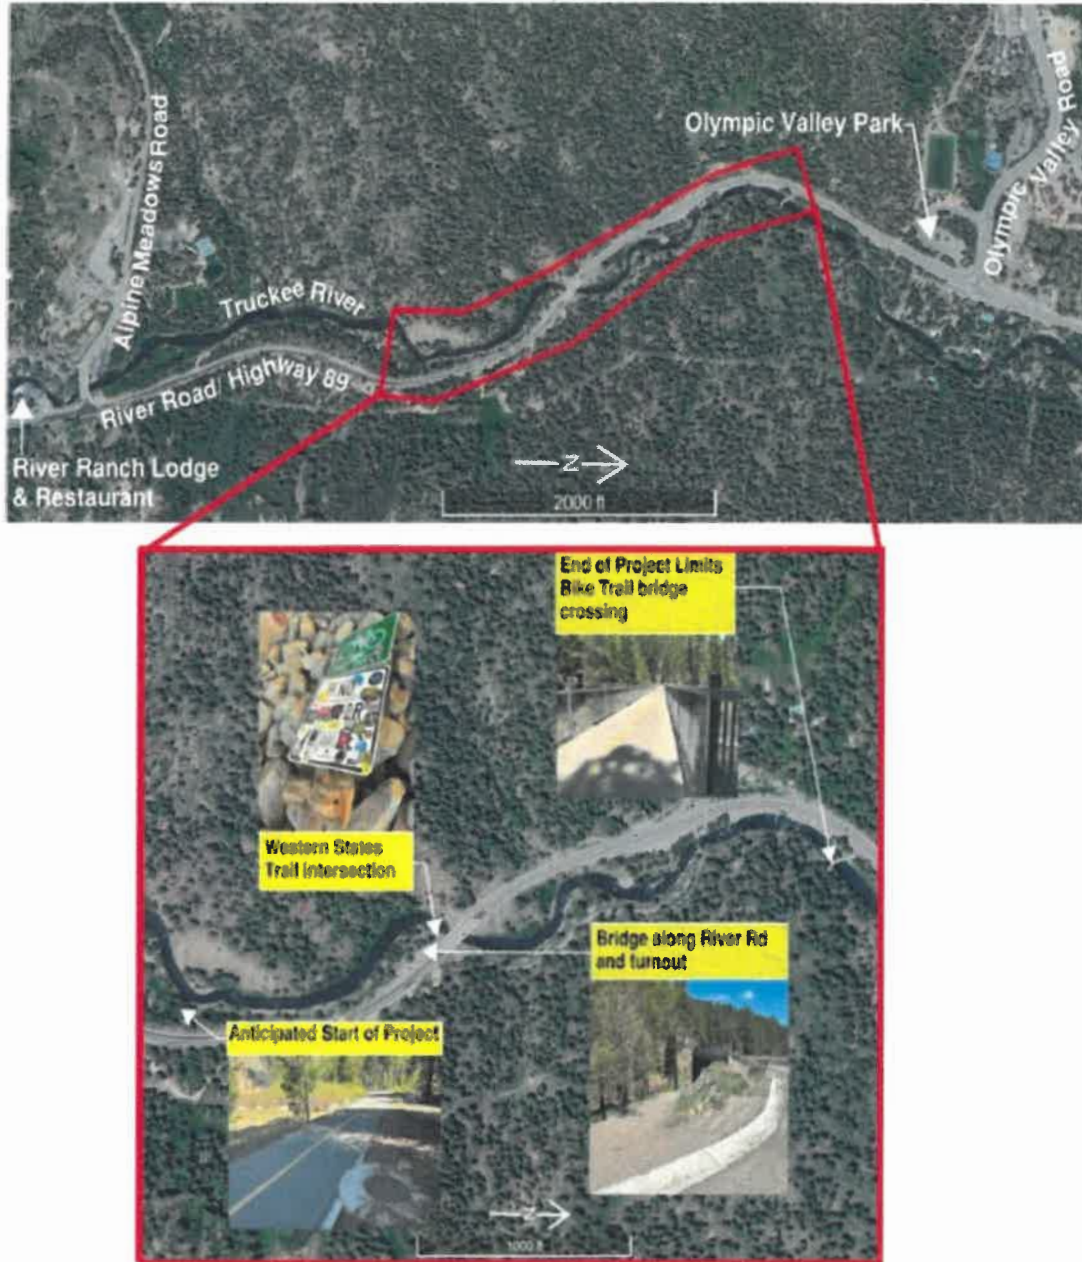 Olympic Valley Park
Alpine Meadows Road
Olympic Valley Road
Truckee River
River Road/Highway 89
River Ranch Lodge
& Restaurant
N
2000 ft
End of Project Limits
Bike Trail bridge
crossing
Western States
Trail intersection
Bridge along River Rd
and turnout
Anticipated Start of Project
N
1000 ft